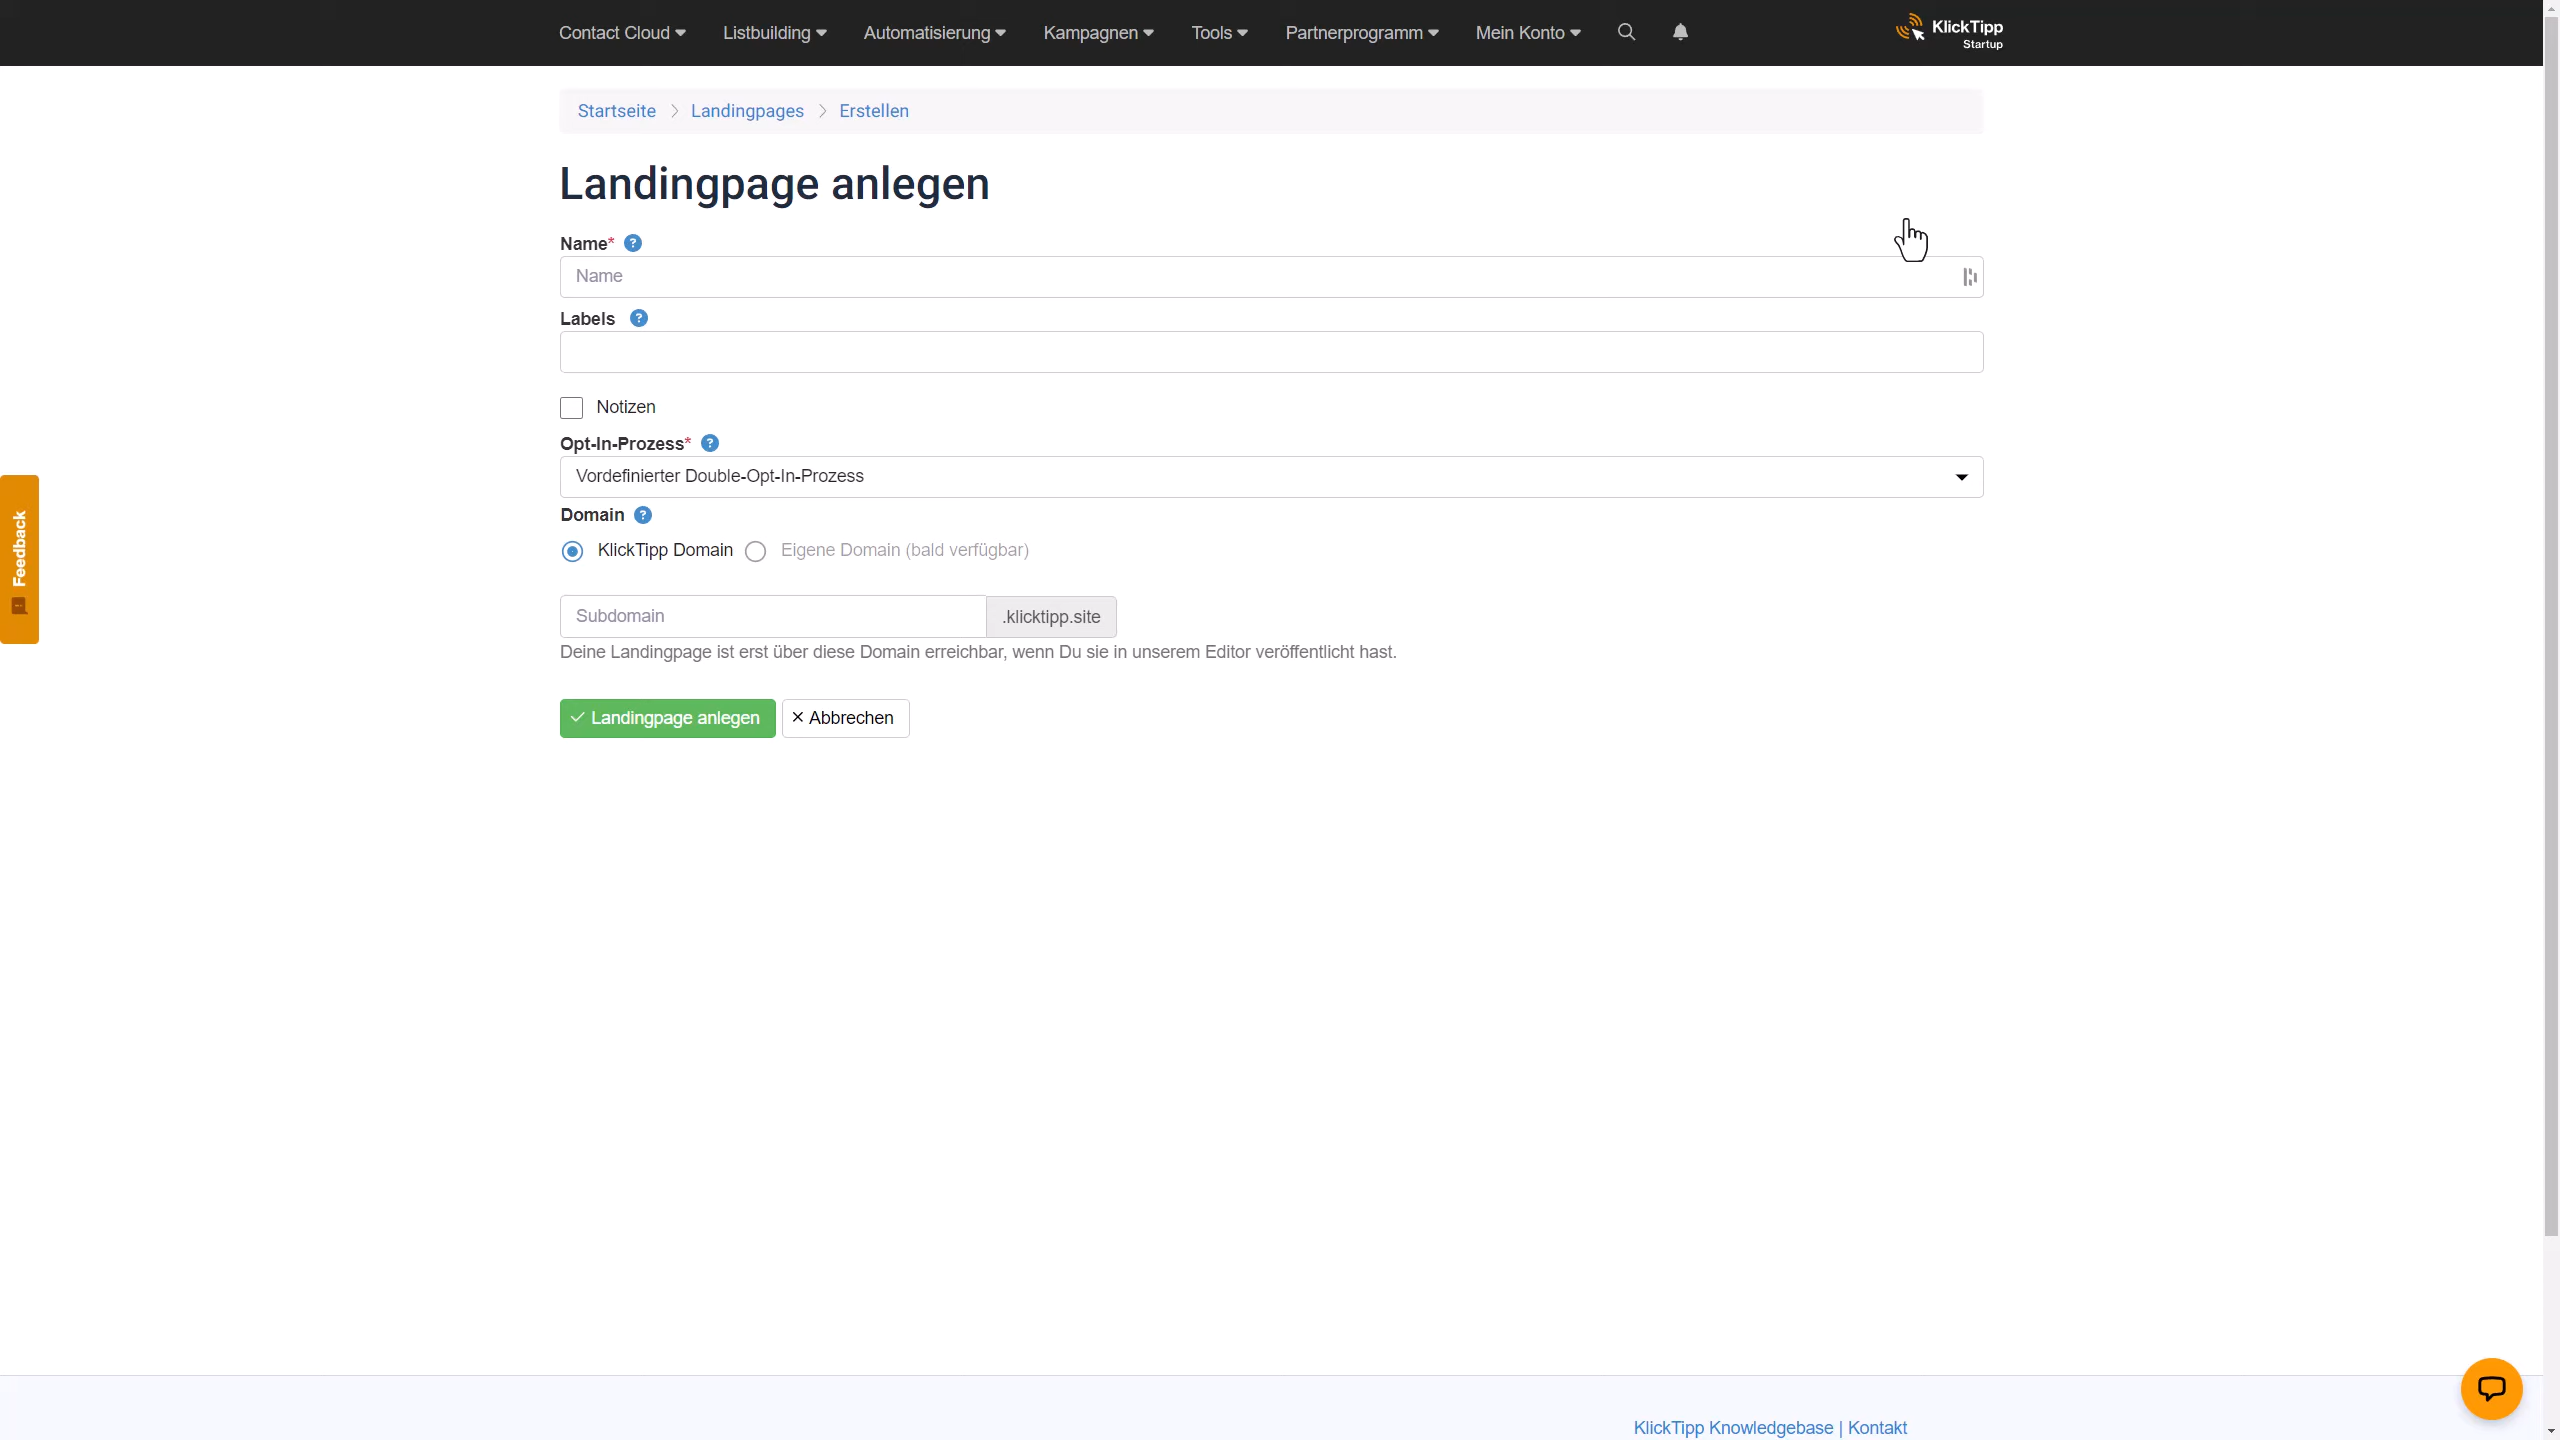 Contact Cloud Listbuilding Automatisierung Kampagnen Tools Partnerprogramm Mein Konto KlickTipp
Startup
Startseite > Landingpages > Erstellen
Landingpage anlegen
Name* ?
Name
Labels ?
Notizen
Opt-In-Prozess* ?
Vordefinierter Double-Opt-In-Prozess
Domain ?
KlickTipp Domain Eigene Domain (bald verfügbar)
Feedback
Subdomain .klicktipp.site
Deine Landingpage ist erst über diese Domain erreichbar, wenn Du sie in unserem Editor veröffentlicht hast.
Landingpage anlegen Abbrechen
KlickTipp Knowledgebase | Kontakt